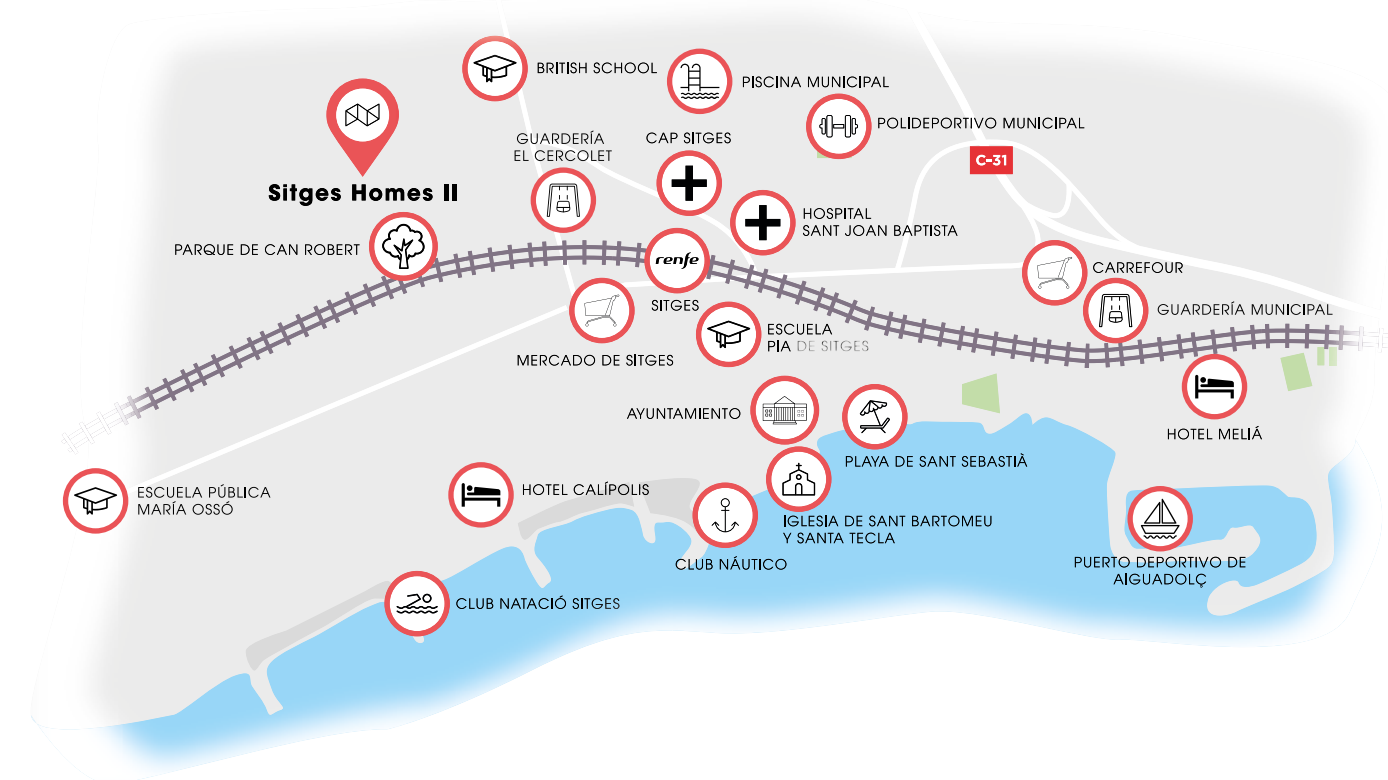 BRITISH SCHOOL
PISCINA MUNICIPAL
POLIDEPORTIVO MUNICIPAL
GUARDERÍA
EL CERCOLET
CAP SITGES
C-31
Sitges Homes II
HOSPITAL
SANT JOAN BAPTISTA
PARQUE DE CAN ROBERT
renfe
SITGES
CARREFOUR
GUARDERÍA MUNICIPAL
MERCADO DE SITGES
ESCUELA
PIA DE SITGES
AYUNTAMIENTO
HOTEL MELIÁ
PLAYA DE SANT SEBASTIÀ
ESCUELA PÚBLICA
MARÍA OSSÓ
HOTEL CALÍPOLIS
IGLESIA DE SANT BARTOMEU
Y SANTA TECLA
CLUB NÁUTICO
PUERTO DEPORTIVO DE
AIGUADOLÇ
CLUB NATACIÓ SITGES